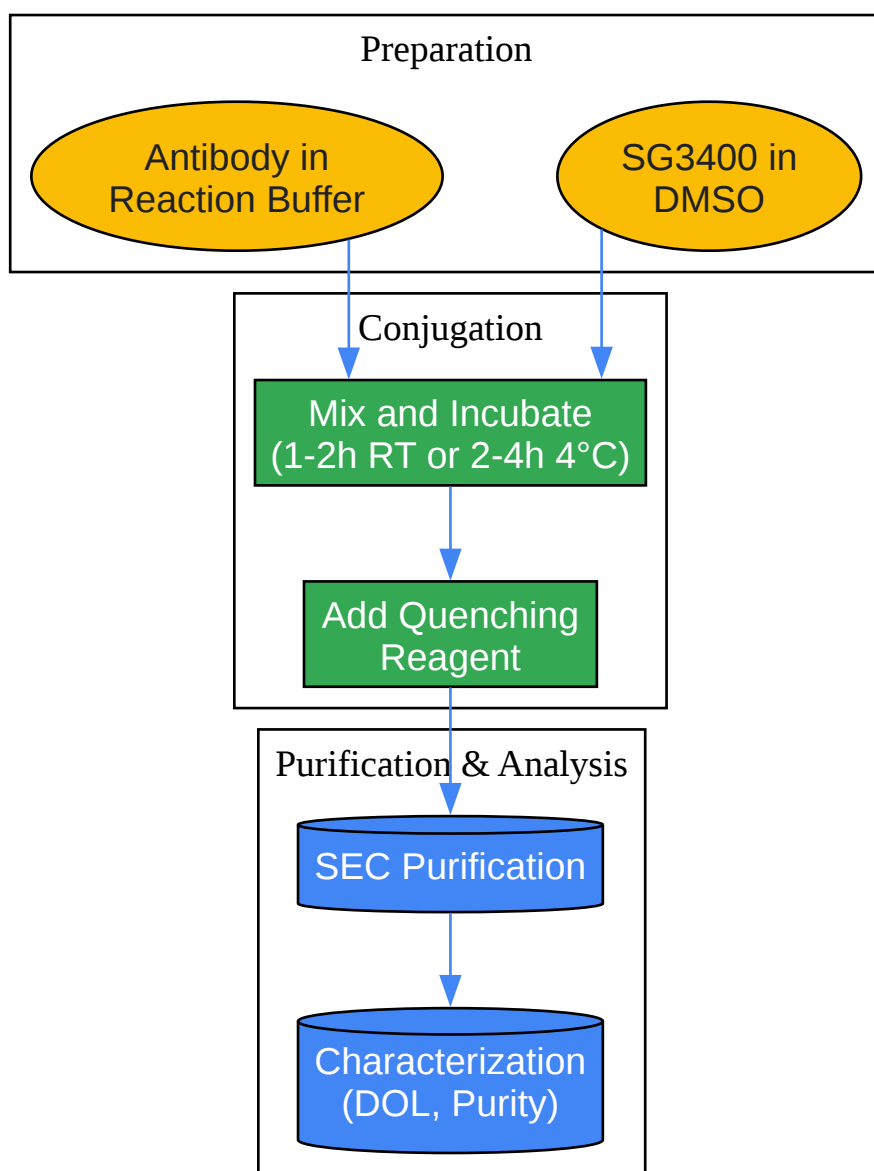 Preparation
Antibody in
Reaction Buffer
SG3400 in
DMSO
Conjugation
Mix and Incubate
(1-2h RT or 2-4h 4°C)
Add Quenching
Reagent
Purification & Analysis
SEC Purification
Characterization
(DOL, Purity)